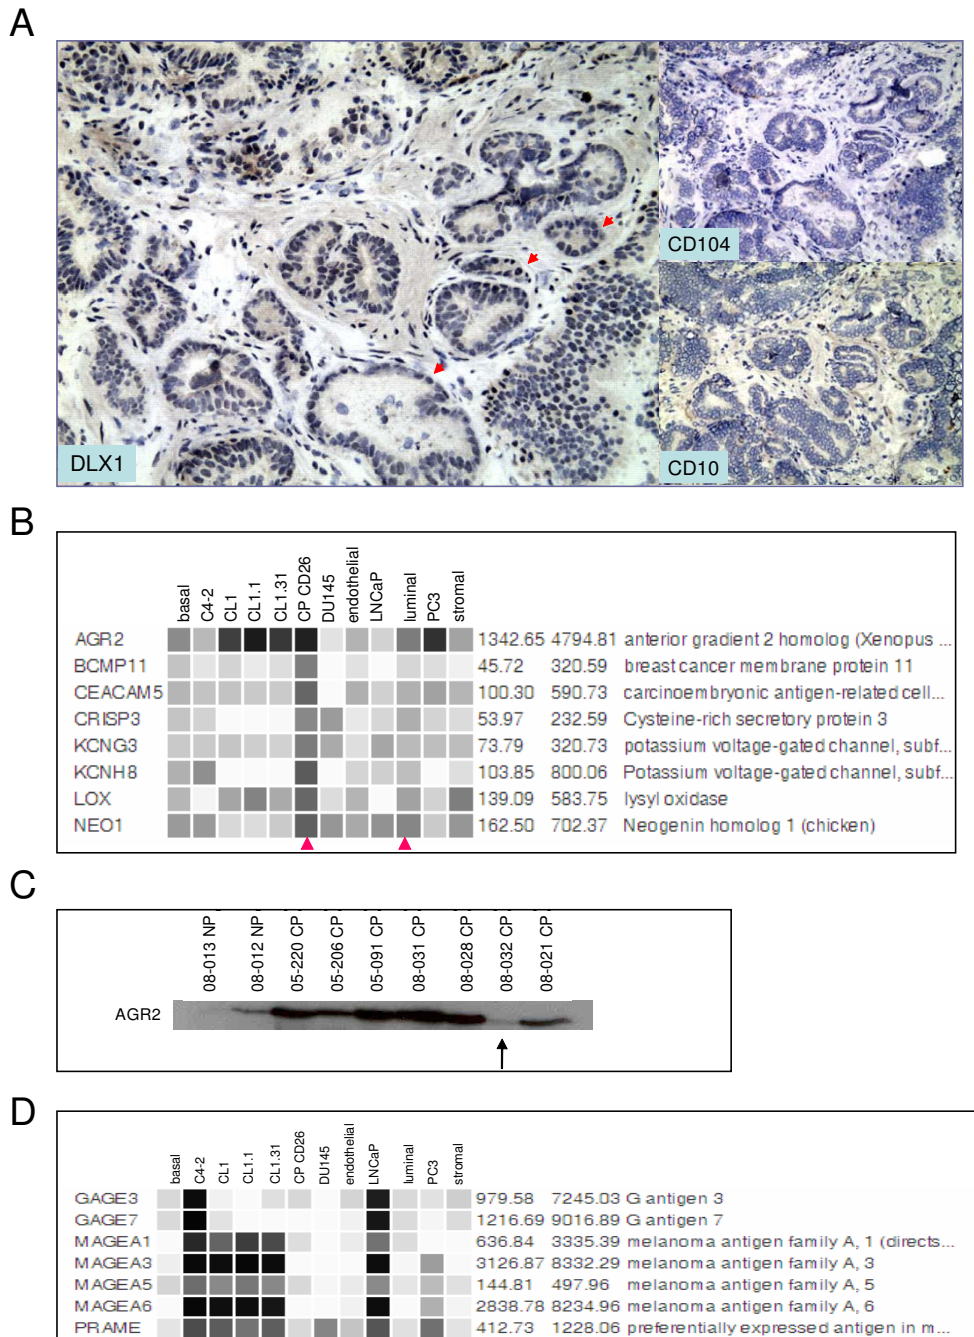 A
CD104
DLX1
CD10
B
basal
C4-2
CL1
CL1.1
CL1.31
CP CD26
DU145
endothelial
LNCaP
luminal
PC3
stromal
AGR2 1342.65 4794.81 anterior gradient 2 homolog (Xenopus ...
BCMP11 45.72 320.59 breast cancer membrane protein 11
CEACAM5 100.30 590.73 carcinoembryonic antigen-related cell...
CRISP3 53.97 232.59 Cysteine-rich secretory protein 3
KCNG3 73.79 320.73 potassium voltage-gated channel, subf...
KCNH8 103.85 800.06 Potassium voltage-gated channel, subf...
LOX 139.09 583.75 lysyl oxidase
NEO1 162.50 702.37 Neogenin homolog 1 (chicken)
C
08-013 NP
08-012 NP
05-220 CP
05-206 CP
05-091 CP
08-031 CP
08-028 CP
08-032 CP
08-021 CP
AGR2
D
basal
C4-2
CL1
CL1.1
CL1.31
CP CD26
DU145
endothelial
LNCaP
luminal
PC3
stromal
GAGE3 979.58 7245.03 G antigen 3
GAGE7 1216.69 9016.89 G antigen 7
MAGEA1 636.84 3335.39 melanoma antigen family A, 1 (directs...
MAGEA3 3126.87 8332.29 melanoma antigen family A, 3
MAGEA5 144.81 497.96 melanoma antigen family A, 5
MAGEA6 2838.78 8234.96 melanoma antigen family A, 6
PRAME 412.73 1228.06 preferentially expressed antigen in m...